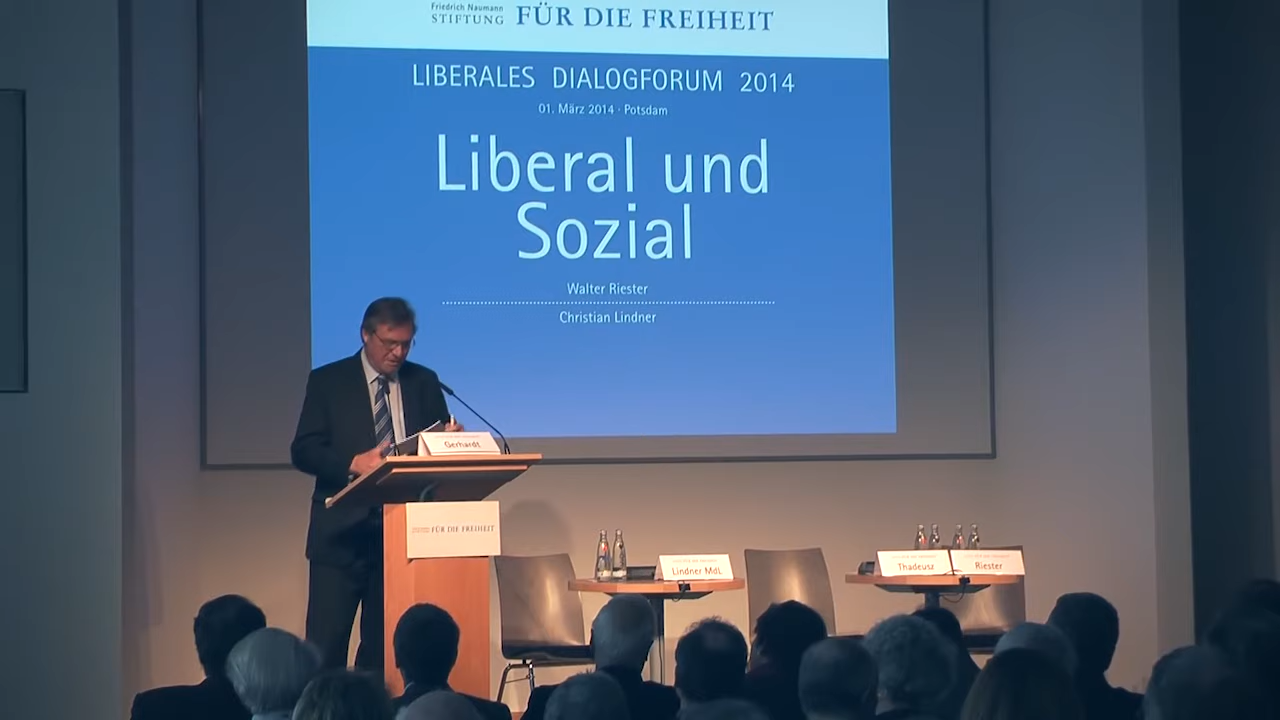 Friedrich Naumann
STIFTUNG FÜR DIE FREIHEIT
LIBERALES DIALOGFORUM 2014
01. März 2014 · Potsdam
Liberal und
Sozial
Walter Riester
Christian Lindner
Gerhardt
FÜR DIE FREIHEIT
Lindner MdL
Thadeusz
Riester